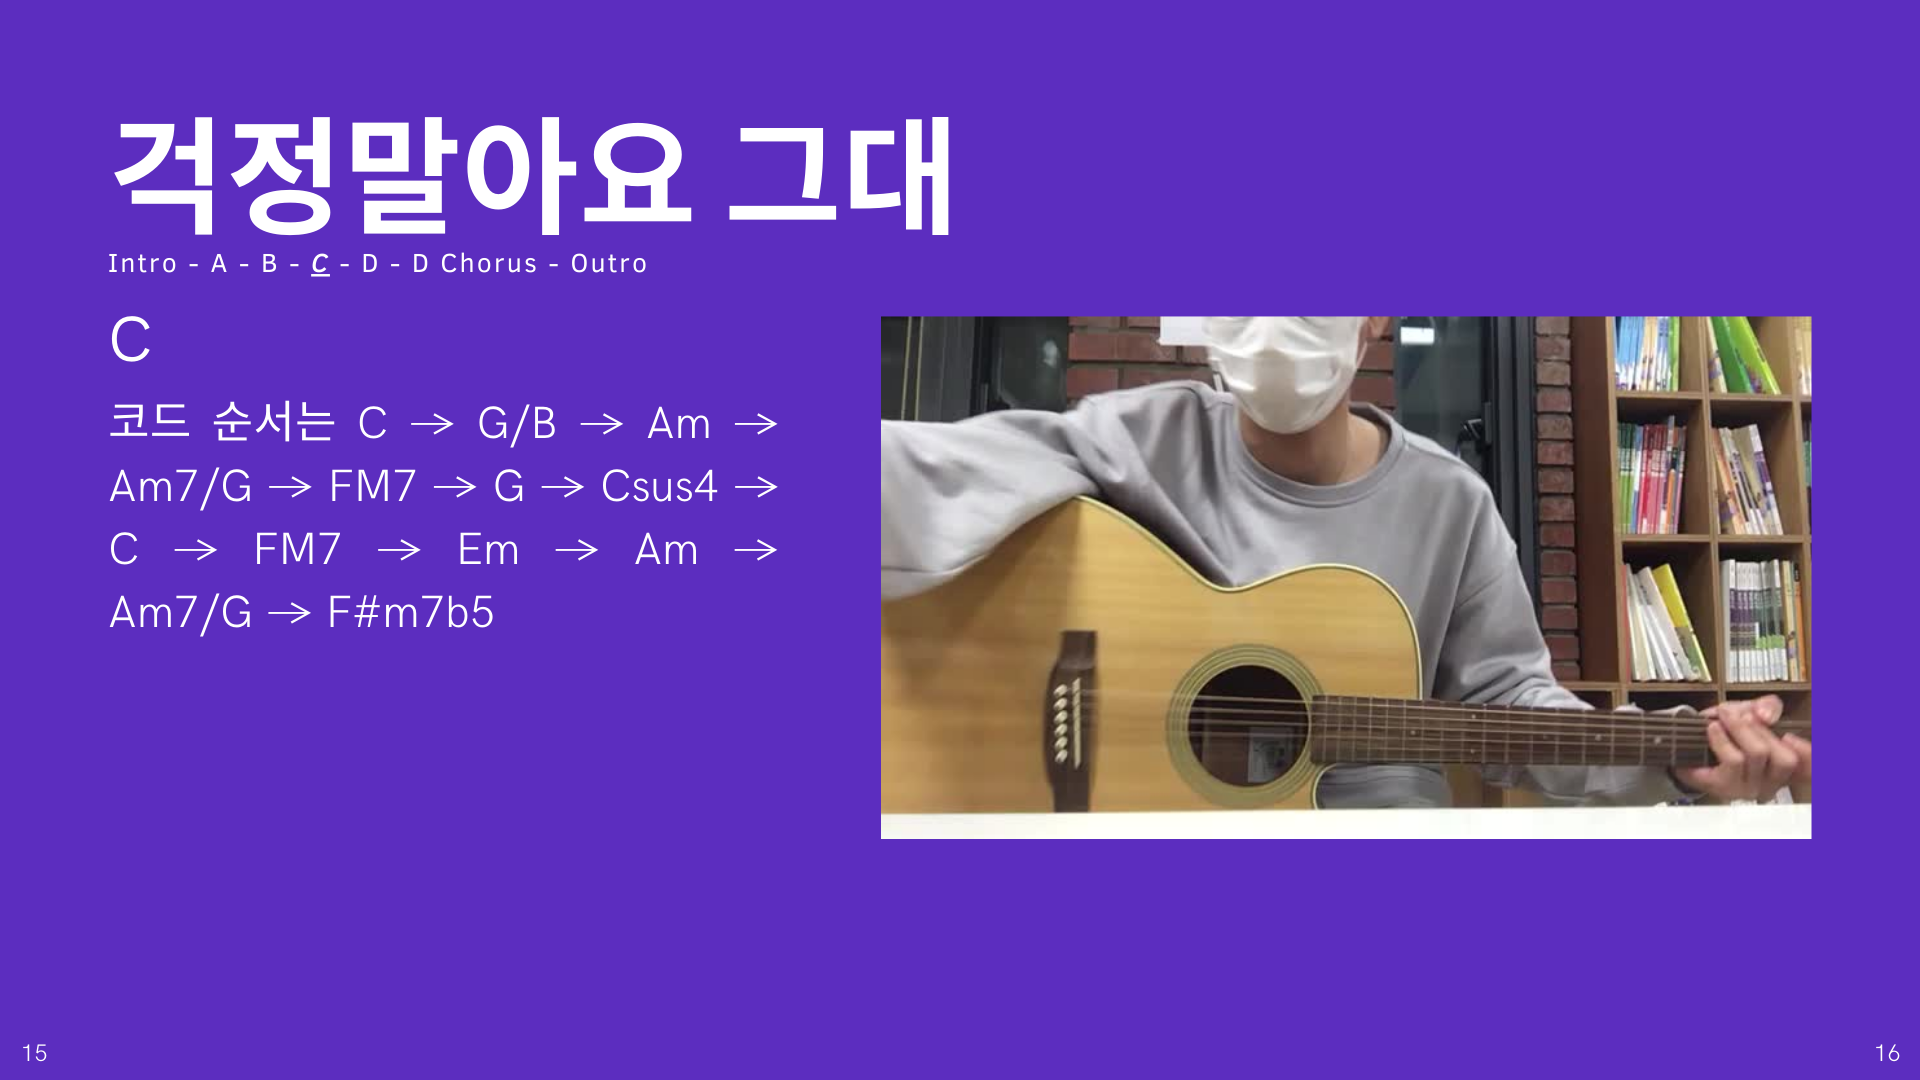 걱정말아요 그대
Intro - A - B - C - D - D Chorus - Outro
C
코드 순서는 C → G/B → Am →
Am7/G → FM7 → G → Csus4 →
C → FM7 → Em → Am →
Am7/G → F#m7b5
15
16